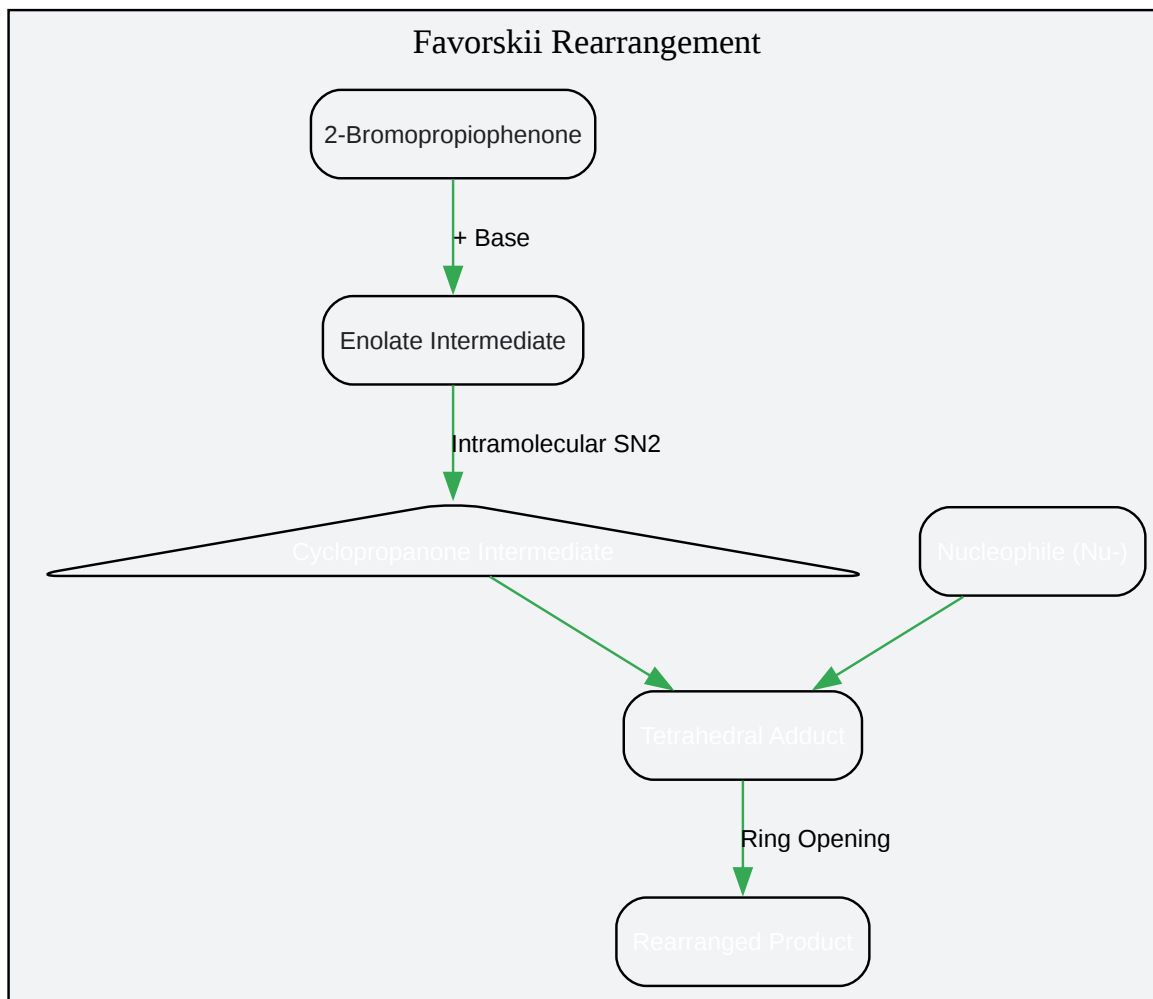 Favorskii Rearrangement
2-Bromopropiophenone
+ Base
Enolate Intermediate
Intramolecular SN2
Cyclopropanone Intermediate
Nucleophile (Nu-)
Tetrahedral Adduct
Ring Opening
Rearranged Product